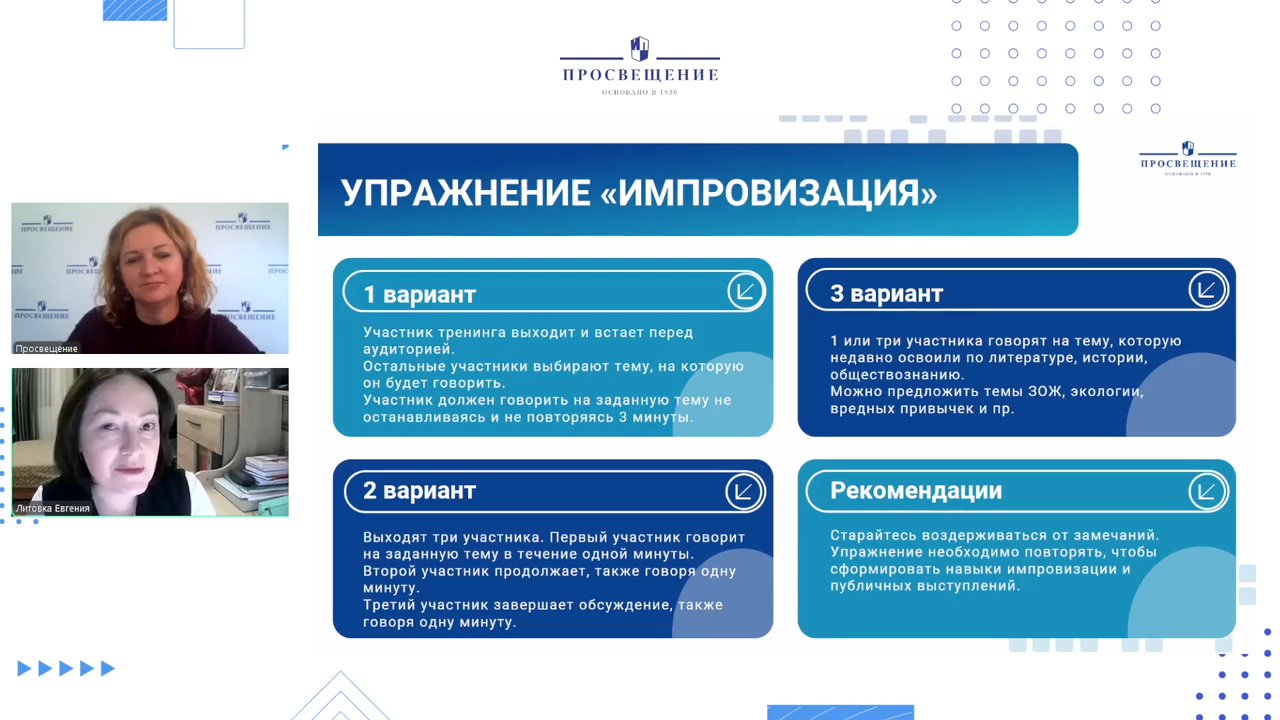 ПРОСВЕЩЕНИЕ
ОСНОВАНО В 1930
ПРОСВЕЩЕНИЕ
ОСНОВАНО В 1930
УПРАЖНЕНИЕ «ИМПРОВИЗАЦИЯ»
1 вариант
Участник тренинга выходит и встает перед
аудиторией.
Остальные участники выбирают тему, на которую
он будет говорить.
Участник должен говорить на заданную тему не
останавливаясь и не повторяясь 3 минуты.
2 вариант
Выходят три участника. Первый участник говорит
на заданную тему в течение одной минуты.
Второй участник продолжает, также говоря одну
минуту.
Третий участник завершает обсуждение, также
говоря одну минуту.
3 вариант
1 или три участника говорят на тему, которую
недавно освоили по литературе, истории,
обществознанию.
Можно предложить темы ЗОЖ, экологии,
вредных привычек и пр.
Рекомендации
Старайтесь воздерживаться от замечаний.
Упражнение необходимо повторять, чтобы
сформировать навыки импровизации и
публичных выступлений.
ПРОСВЕЩЕНИЕ
ПРОСВЕЩЕНИЕ
ПРОСВЕЩЕНИЕ
Просвещение
Литовка Евгения